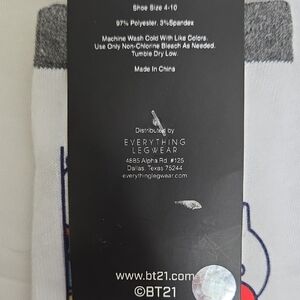 Shoe Size 4-10
97% Polyester, 3%Spandex
Machine Wash Cold With Like Colors.
Use Only Non-Chlorine Bleach As Needed.
Tumble Dry Low.
Made In China
Distributed by
EVERYTHING
LEGWEAR
4885 Alpha Rd. #125
Dallas, Texas 75244
everythinglegwear.com
www.bt21.com
©BT21